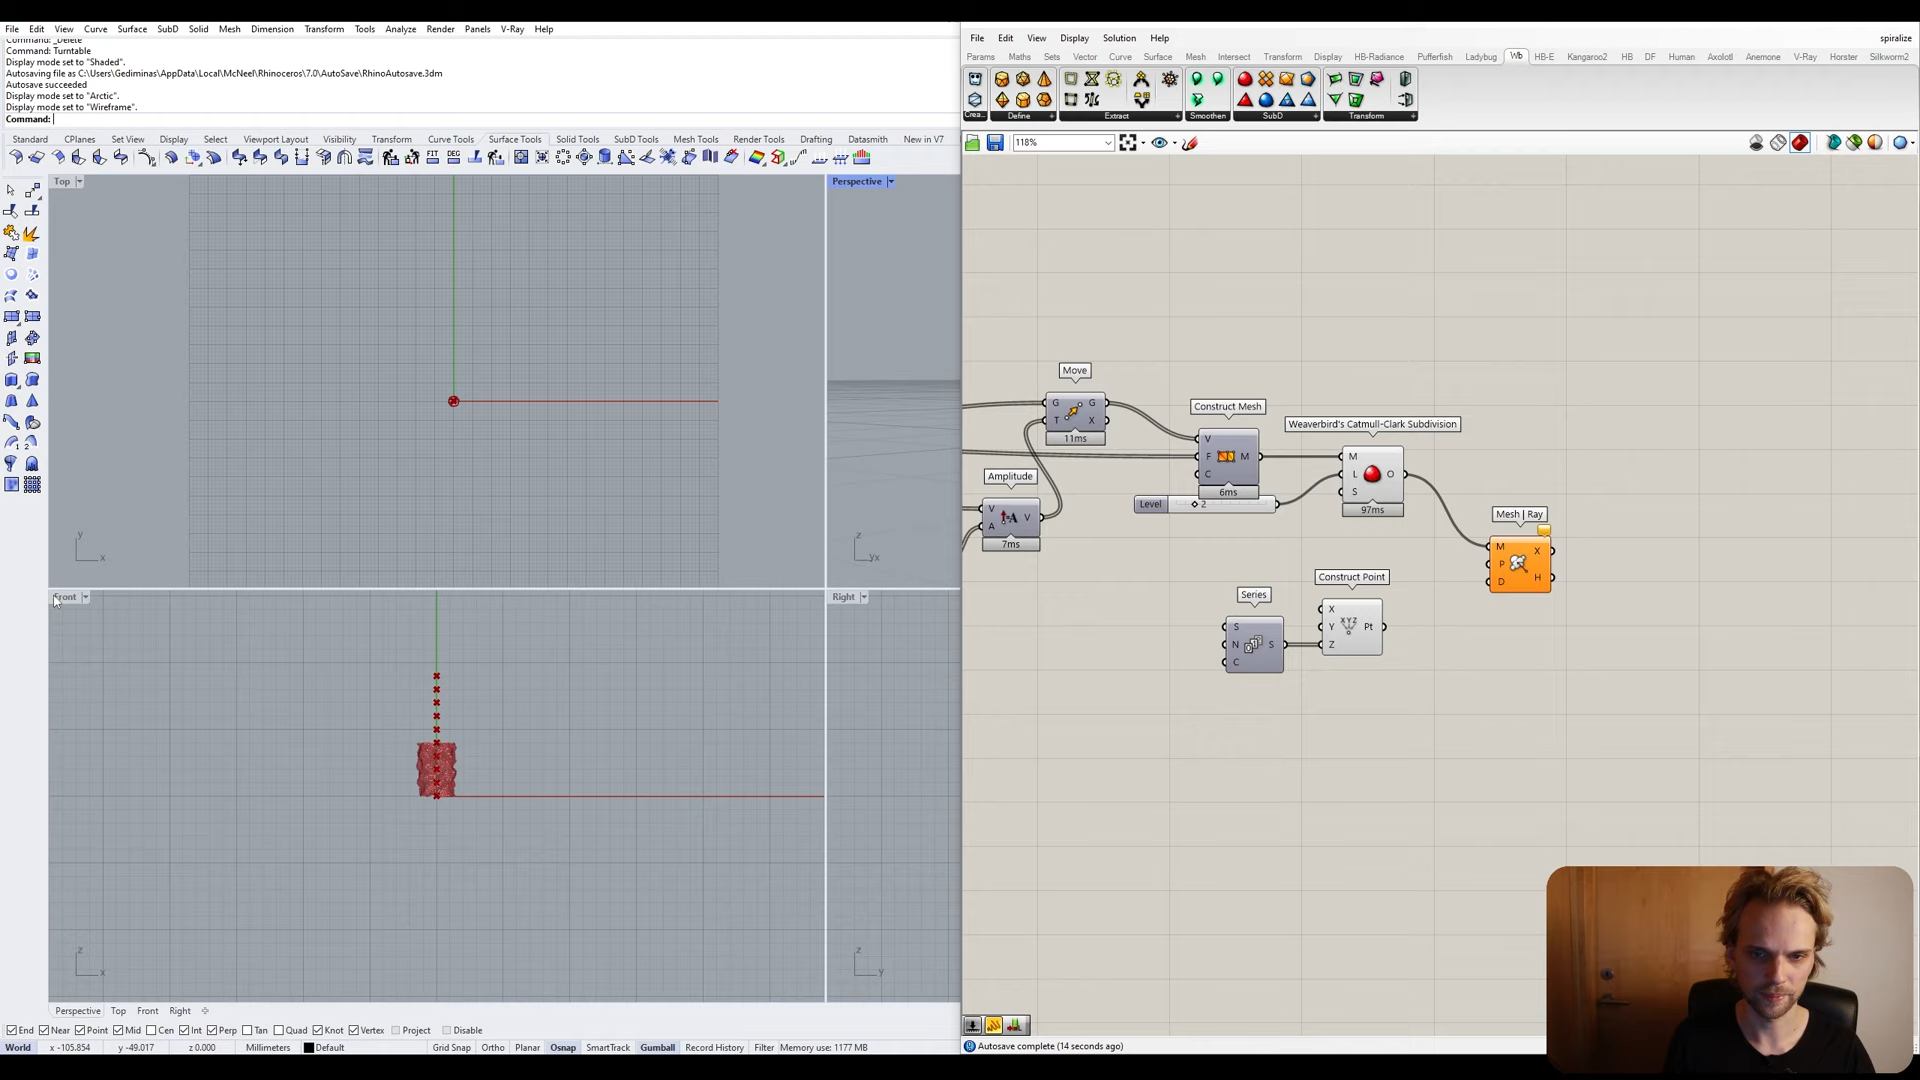 File Edit View Curve Surface SubD Solid Mesh Dimension Transform Tools Analyze Render Panels V-Ray Help
Command: _Delete
Command: Turntable
Display mode set to "Shaded".
Autosaving file as C:\Users\Gediminas\AppData\Local\McNeel\Rhinoceros\7.0\AutoSave\RhinoAutosave.3dm
Autosave succeeded
Display mode set to "Arctic".
Display mode set to "Wireframe".
Command:
Standard CPlanes Set View Display Select Viewport Layout Visibility Transform Curve Tools Surface Tools Solid Tools SubD Tools Mesh Tools Render Tools Drafting Datasmith New in V7
FIT DEG
Top
Perspective
y
x
z
yx
Front
Right
z
x
z
y
Perspective Top Front Right
End Near Point Mid Cen Int Perp Tan Quad Knot Vertex Project Disable
World x -105.854 y -49.017 z 0.000 Millimeters Default Grid Snap Ortho Planar Osnap SmartTrack Gumball Record History Filter Memory use: 1177 MB
File Edit View Display Solution Help
spiralize
Params Maths Sets Vector Curve Surface Mesh Intersect Transform Display Pufferfish Ladybug Wb HB-E Kangaroo2 HB-Radiance HB DF Human Axolotl Anemone V-Ray Horster Silkworm2
Crea... Define Extract Smoothen SubD Transform
118%
Move
G G
T X
11ms
Construct Mesh
V
F M
C
6ms
Weaverbird's Catmull-Clark Subdivision
M
L O
S
97ms
Amplitude
V V
A
7ms
Level 2
Mesh | Ray
M X
P
D H
Construct Point
X
Y Pt
Z
Series
S
N S
C
Autosave complete (14 seconds ago)